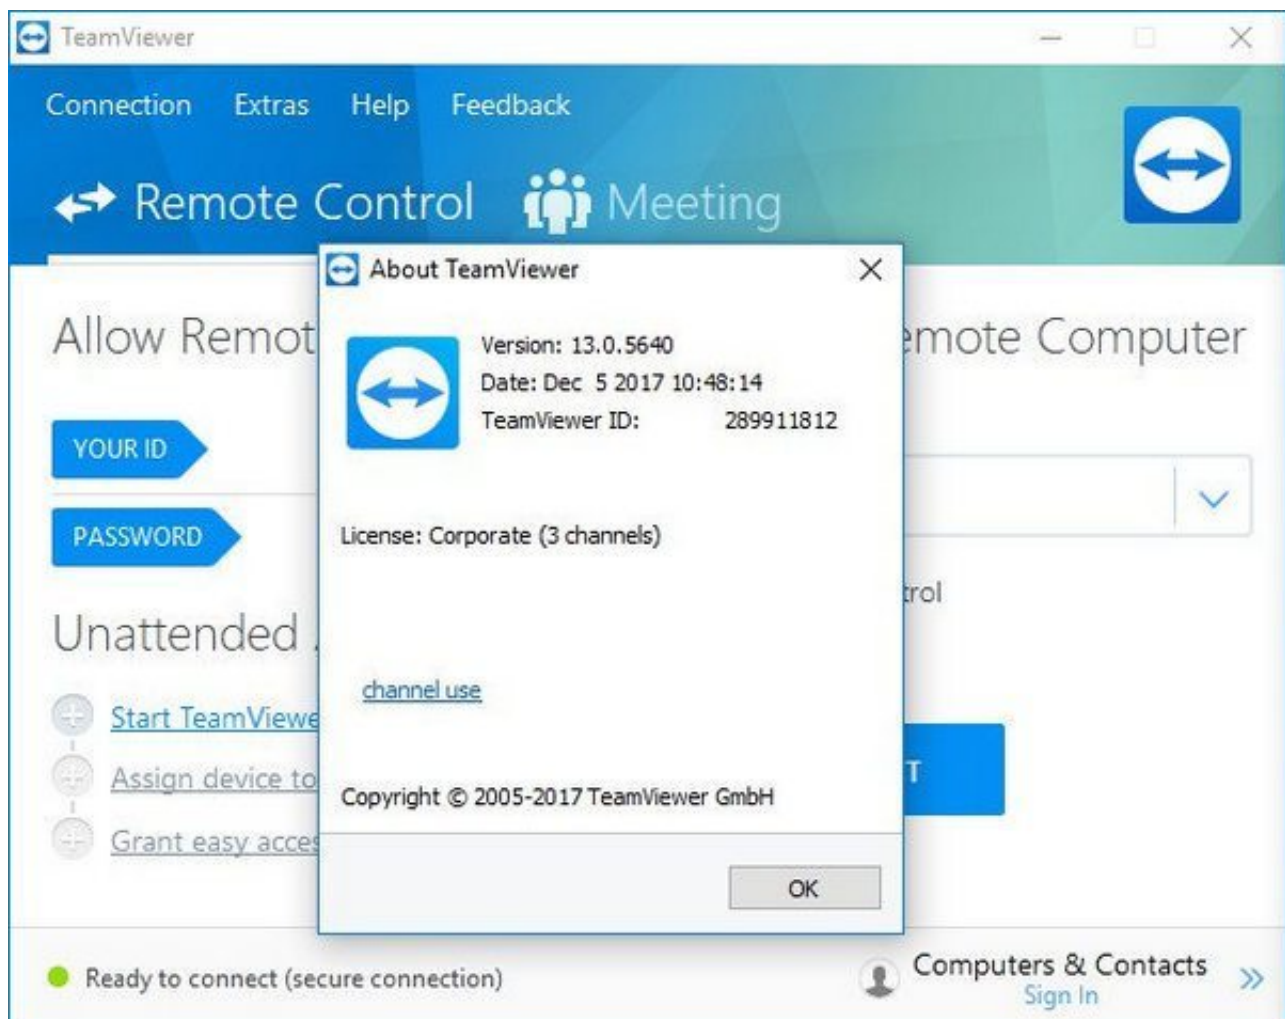 TeamViewer
Connection Extras Help Feedback
Remote Control Meeting
About TeamViewer
Allow Remot
emote Computer
Version: 13.0.5640
Date: Dec 5 2017 10:48:14
TeamViewer ID: 289911812
YOUR ID
PASSWORD
License: Corporate (3 channels)
trol
Unattended
channel use
Start TeamViewe
Assign device to
T
Copyright © 2005-2017 TeamViewer GmbH
Grant easy acces
OK
Ready to connect (secure connection)
Computers & Contacts
Sign In